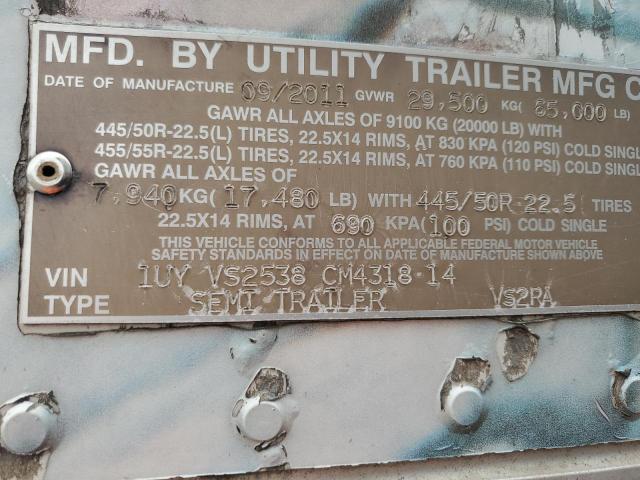 MFD. BY UTILITY TRAILER MFG C
DATE OF MANUFACTURE 09/2011 GVWR 29,500 KG( 65,000 LB)
GAWR ALL AXLES OF 9100 KG (20000 LB) WITH
445/50R-22.5(L) TIRES, 22.5X14 RIMS, AT 830 KPA (120 PSI) COLD SINGL
455/55R-22.5(L) TIRES, 22.5X14 RIMS, AT 760 KPA (110 PSI) COLD SINGL
GAWR ALL AXLES OF
7,940 KG( 17,480 LB) WITH 445/50R 22.5 TIRES
22.5X14 RIMS, AT 690 KPA(100 PSI) COLD SINGLE
THIS VEHICLE CONFORMS TO ALL APPLICABLE FEDERAL MOTOR VEHICLE
SAFETY STANDARDS IN EFFECT ON DATE OF MANUFACTURE SHOWN ABOVE
VIN 1UY VS2538 CM4318 14
TYPE SEMI TRAILER VS2RA